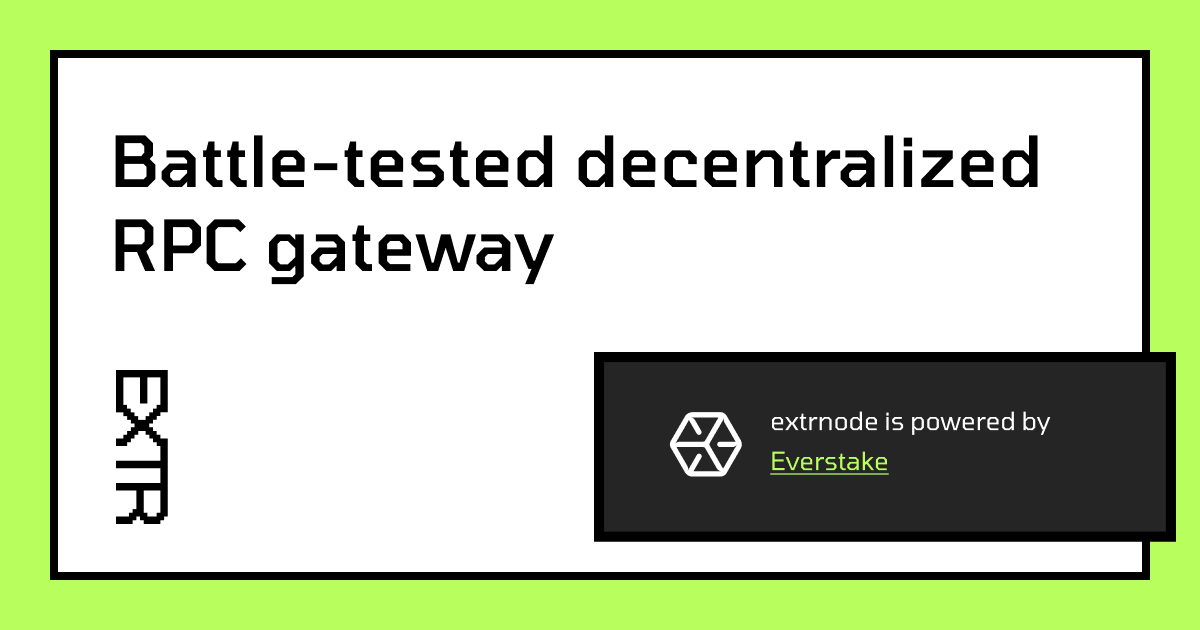 Battle-tested decentralized
RPC gateway
EXTR
extrnode is powered by
Everstake